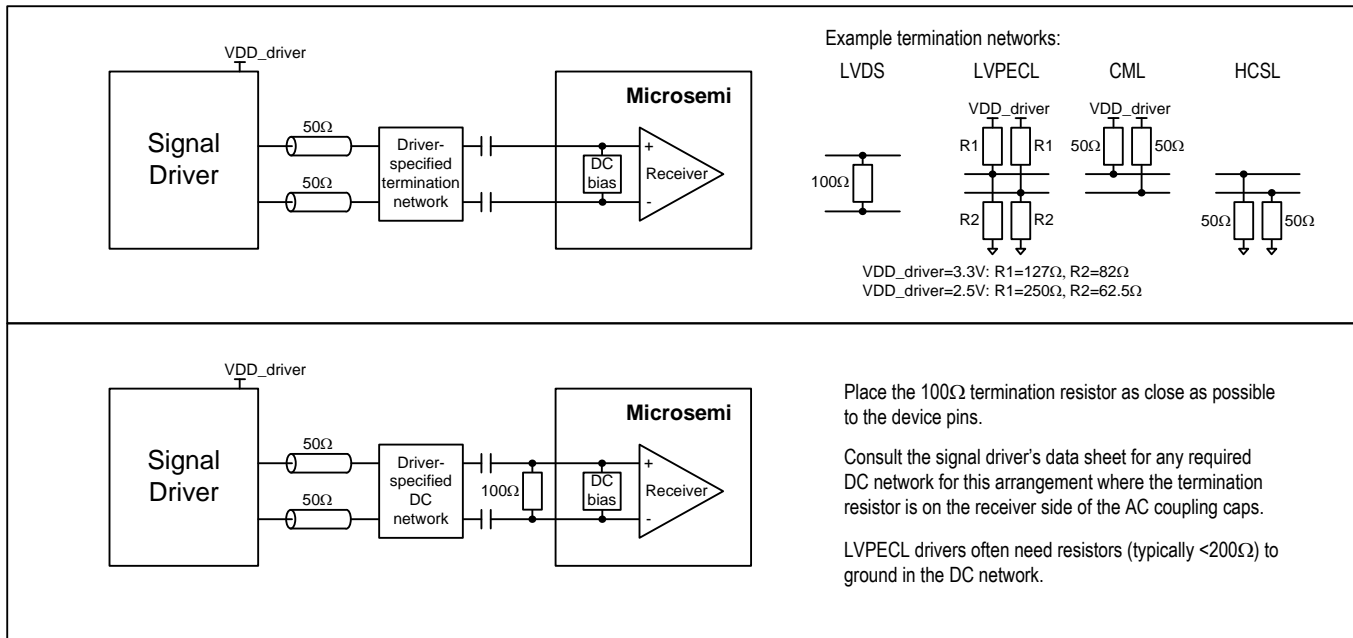 VDD_driver
Signal
Driver
50Ω
50Ω
Driver-
specified
termination
network
Microsemi
+
DC
bias
Receiver
-
Example termination networks:
LVDS
100Ω
LVPECL
VDD_driver
R1
R1
R2
R2
CML
VDD_driver
50Ω
50Ω
HCSL
50Ω
50Ω
VDD_driver=3.3V: R1=127Ω, R2=82Ω
VDD_driver=2.5V: R1=250Ω, R2=62.5Ω
VDD_driver
Signal
Driver
50Ω
50Ω
Driver-
specified
DC
network
100Ω
Microsemi
+
DC
bias
Receiver
-
Place the 100Ω termination resistor as close as possible
to the device pins.
Consult the signal driver's data sheet for any required
DC network for this arrangement where the termination
resistor is on the receiver side of the AC coupling caps.
LVPECL drivers often need resistors (typically <200Ω) to
ground in the DC network.